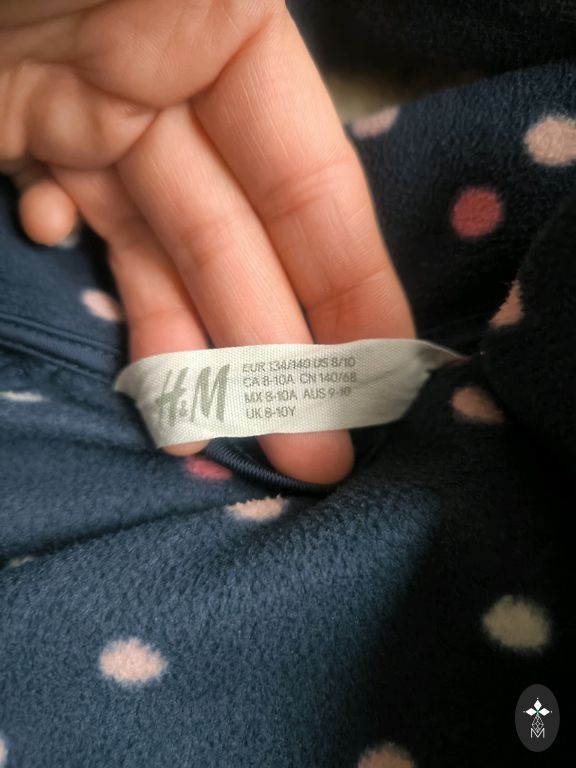 H&M
EUR 134/140 US 8/10
CA 8-10A CN 140/68
MX 8-10A AUS 9-10
UK 8-10Y
M